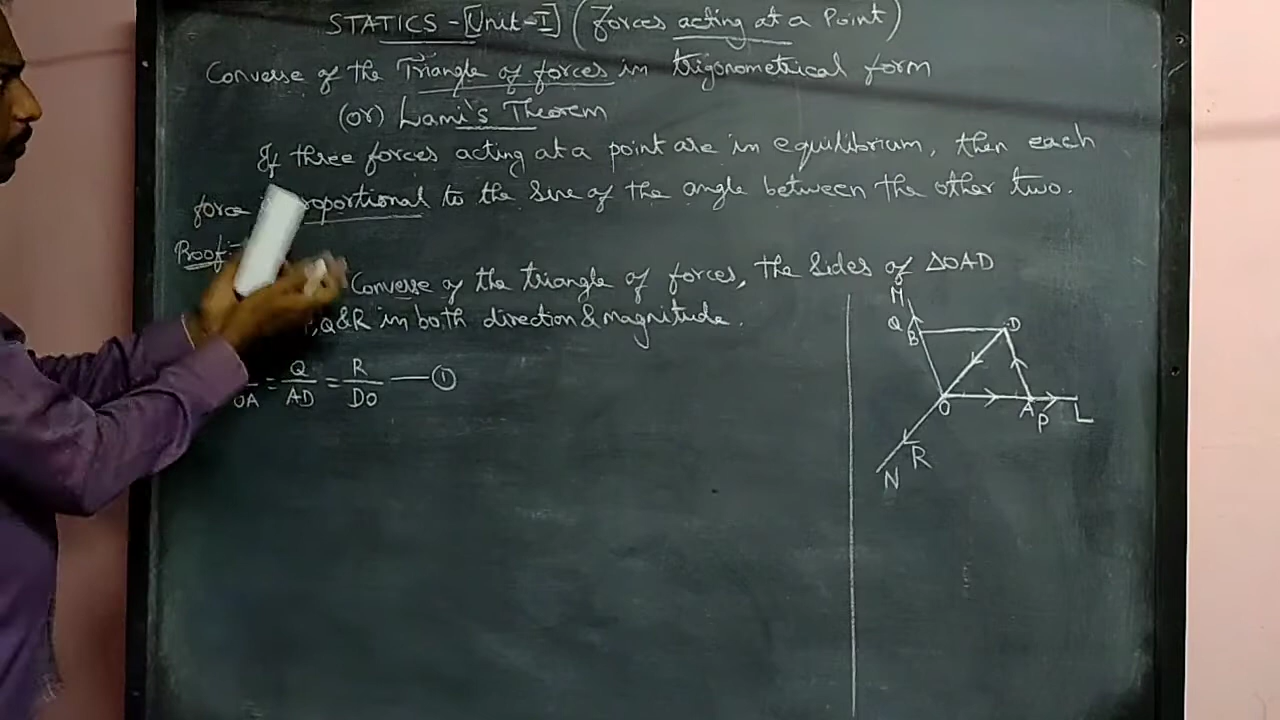 STATICS - [Unit-I] (Forces acting at a Point)
Converse of the Triangle of forces in trigonometrical form
(or) Lami's Theorem
If three forces acting at a point are in equilibrium, then each
force proportional to the Sine of the angle between the other two.
Proof:-
Converse of the triangle of forces, the Sides of ΔOAD
, Q & R in both direction & magnitude.
OA = Q/AD = R/DO — ①
M
Q B D
O A P L
R
N